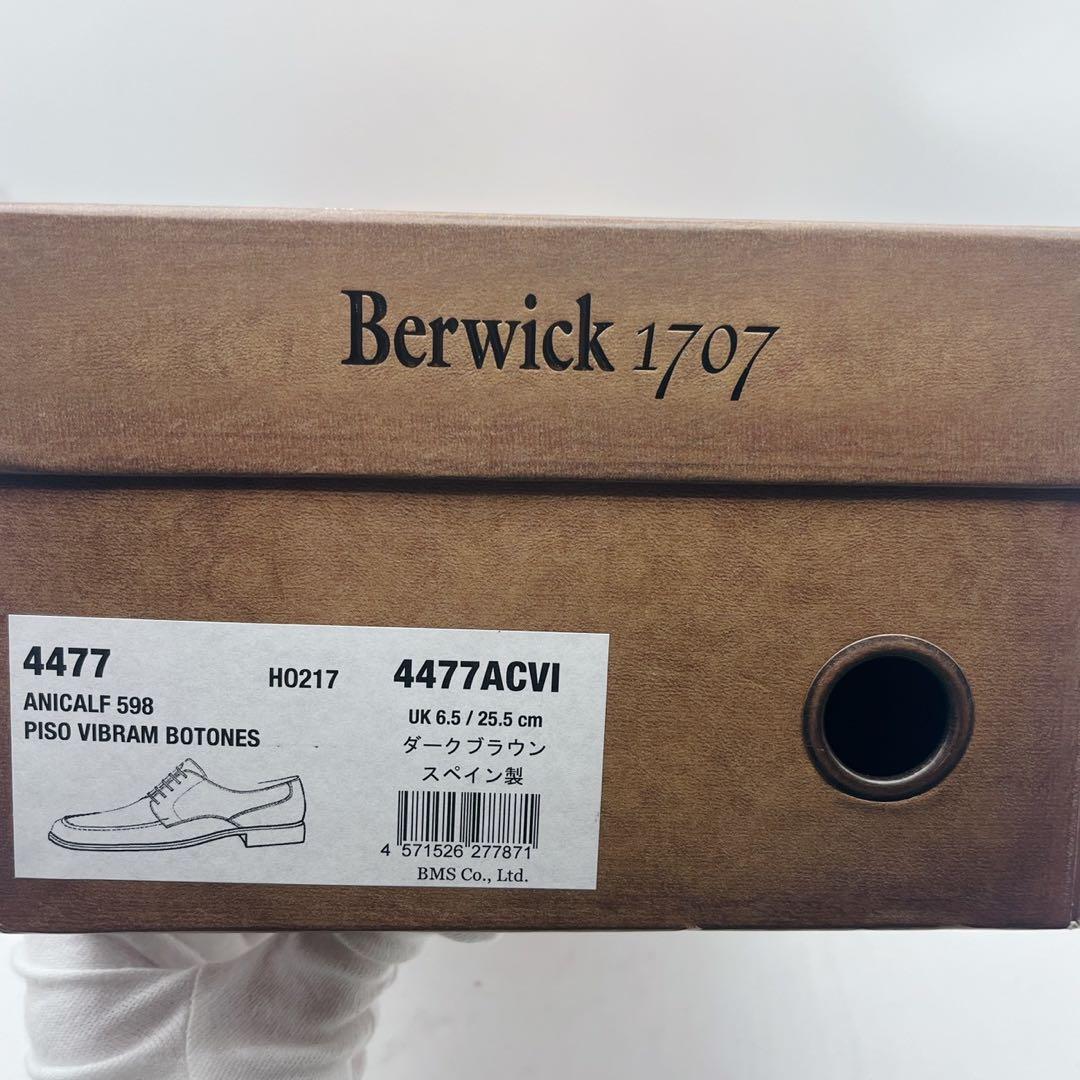 Berwick 1707
4477
ANICALF 598
PISO VIBRAM BOTONES
HO217
4477ACVI
UK 6.5 / 25.5 cm
ダークブラウン
スペイン製
4 571526 277871
BMS Co., Ltd.